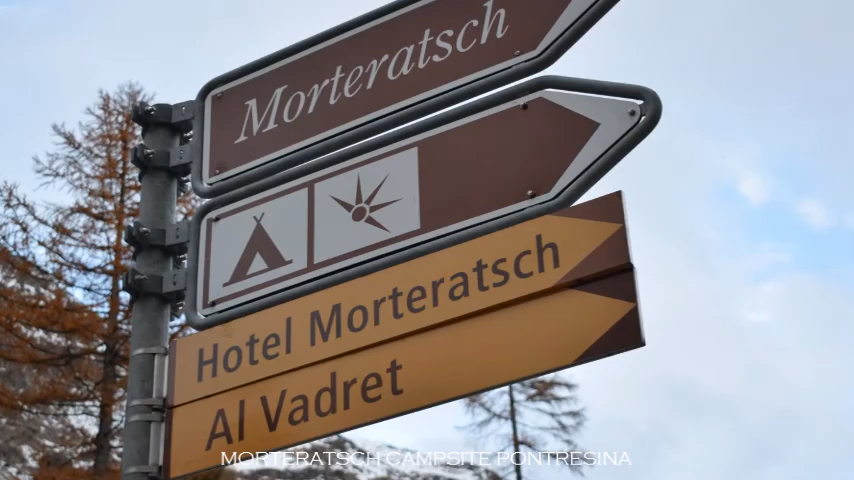 Morteratsch
Hotel Morteratsch
Al Vadret
MORTERATSCH CAMPSITE PONTRESINA